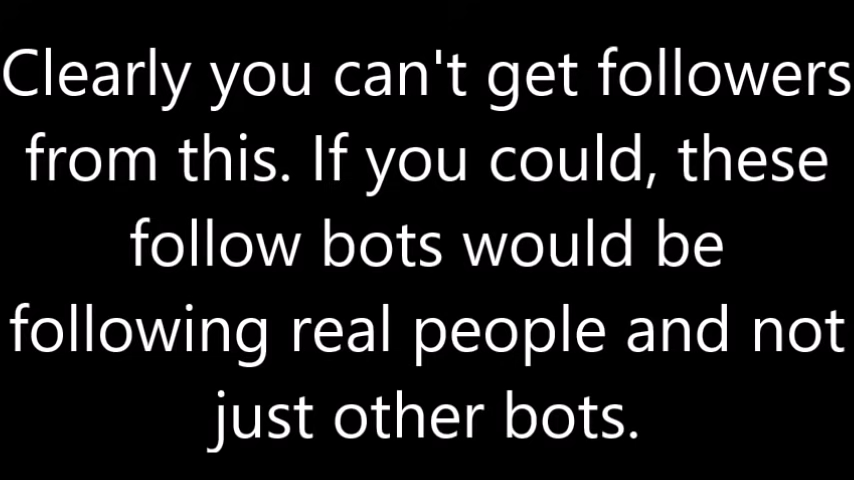 Clearly you can't get followers
from this. If you could, these
follow bots would be
following real people and not
just other bots.